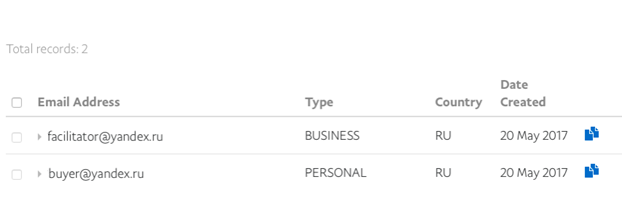 Total records: 2
Email Address Type Country Date Created
facilitator@yandex.ru BUSINESS RU 20 May 2017
buyer@yandex.ru PERSONAL RU 20 May 2017